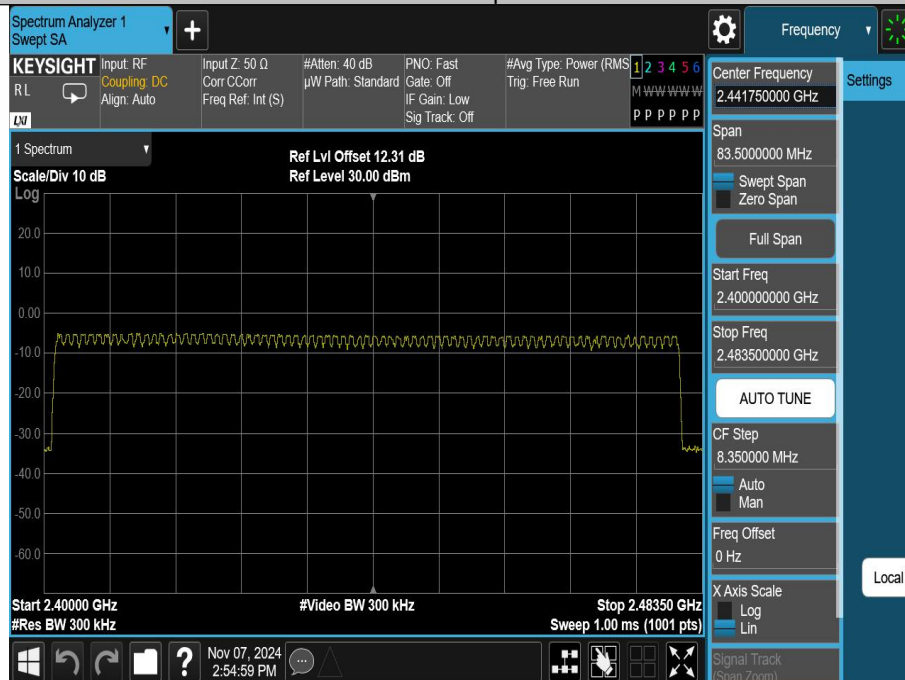 Spectrum Analyzer 1
Swept SA
Frequency
KEYSIGHT
RL
LXI
Input: RF
Coupling: DC
Align: Auto
Input Z: 50 Ω
Corr CCorr
Freq Ref: Int (S)
#Atten: 40 dB
µW Path: Standard
PNO: Fast
Gate: Off
IF Gain: Low
Sig Track: Off
#Avg Type: Power (RMS
Trig: Free Run
1 2 3 4 5 6
M W W W W W
P P P P P P
1 Spectrum
Scale/Div 10 dB
Ref Lvl Offset 12.31 dB
Ref Level 30.00 dBm
Log
20.0
10.0
0.00
-10.0
-20.0
-30.0
-40.0
-50.0
-60.0
Start 2.40000 GHz
#Video BW 300 kHz
Stop 2.48350 GHz
#Res BW 300 kHz
Sweep 1.00 ms (1001 pts)
Nov 07, 2024
2:54:59 PM
?
Center Frequency
2.441750000 GHz
Settings
Span
83.5000000 MHz
Swept Span
Zero Span
Full Span
Start Freq
2.400000000 GHz
Stop Freq
2.483500000 GHz
AUTO TUNE
CF Step
8.350000 MHz
Auto
Man
Freq Offset
0 Hz
Local
X Axis Scale
Log
Lin
Signal Track
(Span Zoom)